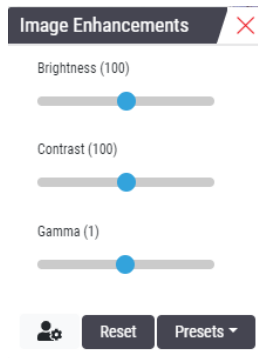 Image Enhancements
Brightness (100)
Contrast (100)
Gamma (1)
Reset Presets